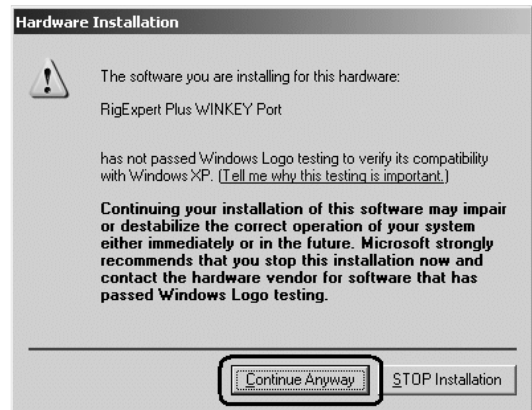 Hardware Installation
The software you are installing for this hardware:
RigExpert Plus WINKEY Port
has not passed Windows Logo testing to verify its compatibility
with Windows XP. (Tell me why this testing is important.)
Continuing your installation of this software may impair
or destabilize the correct operation of your system
either immediately or in the future. Microsoft strongly
recommends that you stop this installation now and
contact the hardware vendor for software that has
passed Windows Logo testing.
Continue Anyway STOP Installation